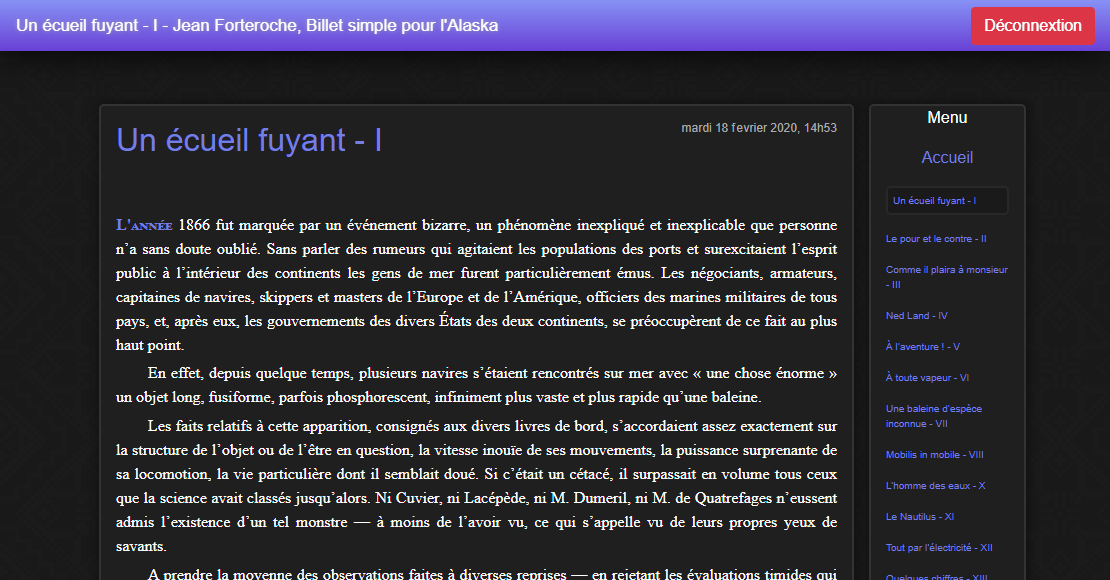 Un écueil fuyant - I - Jean Forteroche, Billet simple pour l'Alaska
Déconnextion
Un écueil fuyant - I
mardi 18 fevrier 2020, 14h53
L'année 1866 fut marquée par un événement bizarre, un phénomène inexpliqué et inexplicable que personne
n’a sans doute oublié. Sans parler des rumeurs qui agitaient les populations des ports et surexcitaient l’esprit
public à l’intérieur des continents les gens de mer furent particulièrement émus. Les négociants, armateurs,
capitaines de navires, skippers et masters de l’Europe et de l’Amérique, officiers des marines militaires de tous
pays, et, après eux, les gouvernements des divers États des deux continents, se préoccupèrent de ce fait au plus
haut point.
En effet, depuis quelque temps, plusieurs navires s’étaient rencontrés sur mer avec « une chose énorme »
un objet long, fusiforme, parfois phosphorescent, infiniment plus vaste et plus rapide qu’une baleine.
Les faits relatifs à cette apparition, consignés aux divers livres de bord, s’accordaient assez exactement sur
la structure de l’objet ou de l’être en question, la vitesse inouïe de ses mouvements, la puissance surprenante de
sa locomotion, la vie particulière dont il semblait doué. Si c’était un cétacé, il surpassait en volume tous ceux
que la science avait classés jusqu’alors. Ni Cuvier, ni Lacépède, ni M. Dumeril, ni M. de Quatrefages n’eussent
admis l’existence d’un tel monstre — à moins de l’avoir vu, ce qui s’appelle vu de leurs propres yeux de
savants.
A prendre la moyenne des observations faites à diverses reprises — en rejetant les évaluations timides qui
Menu
Accueil
Un écueil fuyant - I
Le pour et le contre - II
Comme il plaira à monsieur
- III
Ned Land - IV
À l'aventure ! - V
À toute vapeur - VI
Une baleine d'espèce
inconnue - VII
Mobilis in mobile - VIII
L'homme des eaux - X
Le Nautilus - XI
Tout par l'électricité - XII
Quelques chiffres - XIII